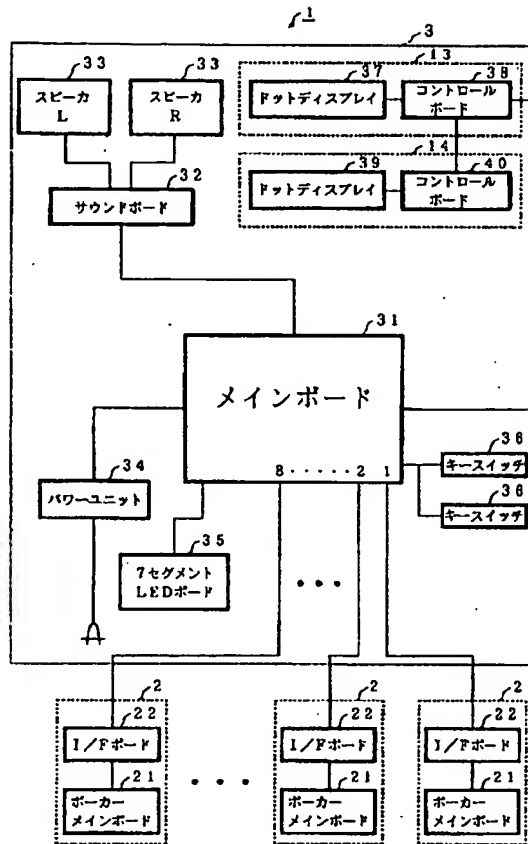 1
3
33
33
13
37
38
スピーカ
L
スピーカ
R
ドットディスプレイ
コントロール
ボード
14
39
40
32
サウンドボード
ドットディスプレイ
コントロール
ボード
31
メインボード
34
36
8・・・・・2 1
キースイッチ
パワーユニット
36
35
キースイッチ
7セグメント
LEDボード
・・・
2
2
2
22
22
22
I/Fボード
I/Fボード
I/Fボード
21
・・・
21
21
ポーカー
メインボード
ポーカー
メインボード
ポーカー
メインボード